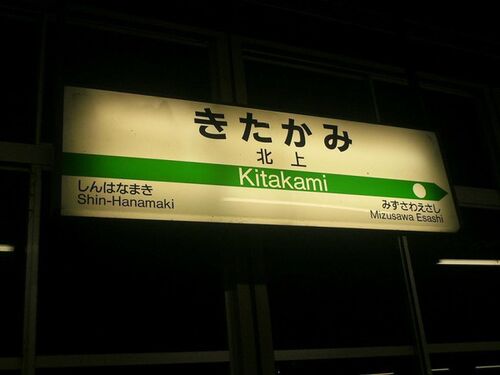 きたかみ
北上
Kitakami
しんはなまき
Shin-Hanamaki
みずさわえさし
Mizusawa Esashi